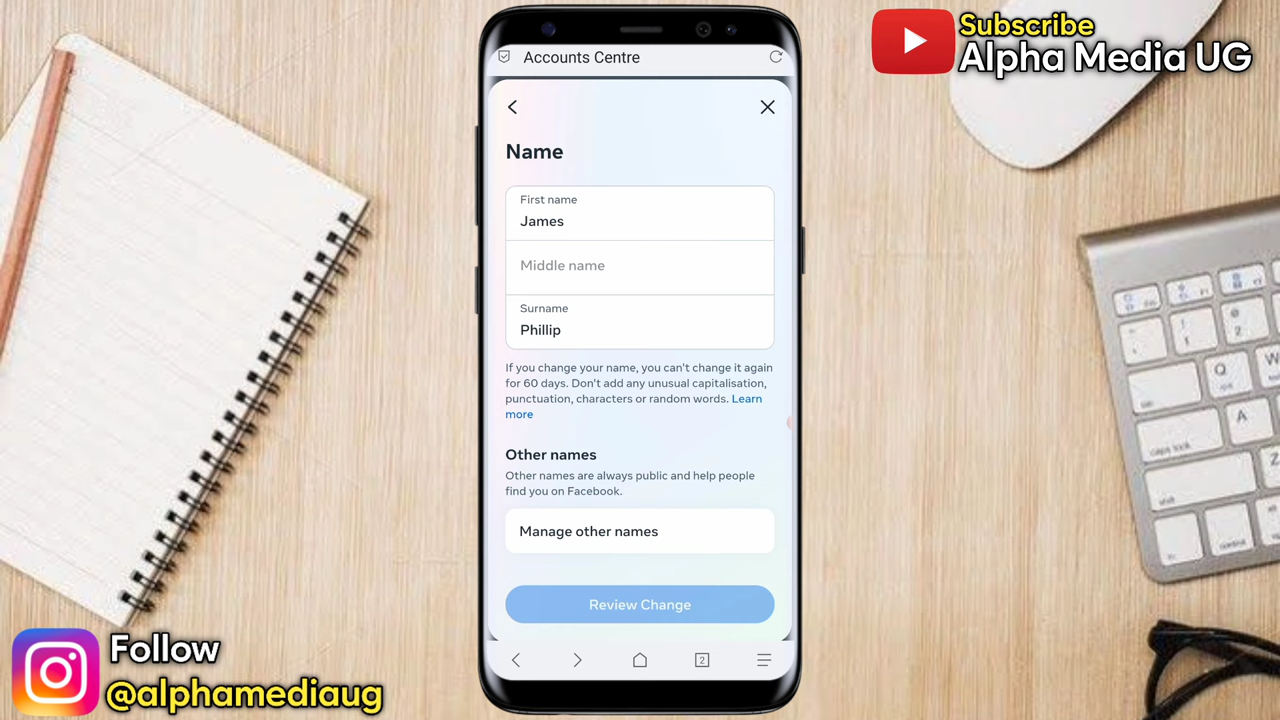 Subscribe
Alpha Media UG
Accounts Centre
Name
First name
James
Middle name
Surname
Phillip
If you change your name, you can't change it again
for 60 days. Don't add any unusual capitalisation,
punctuation, characters or random words. Learn
more
Other names
Other names are always public and help people
find you on Facebook.
Manage other names
Review Change
2
Follow
@alphamediaug
caps lock
shift
Q
A